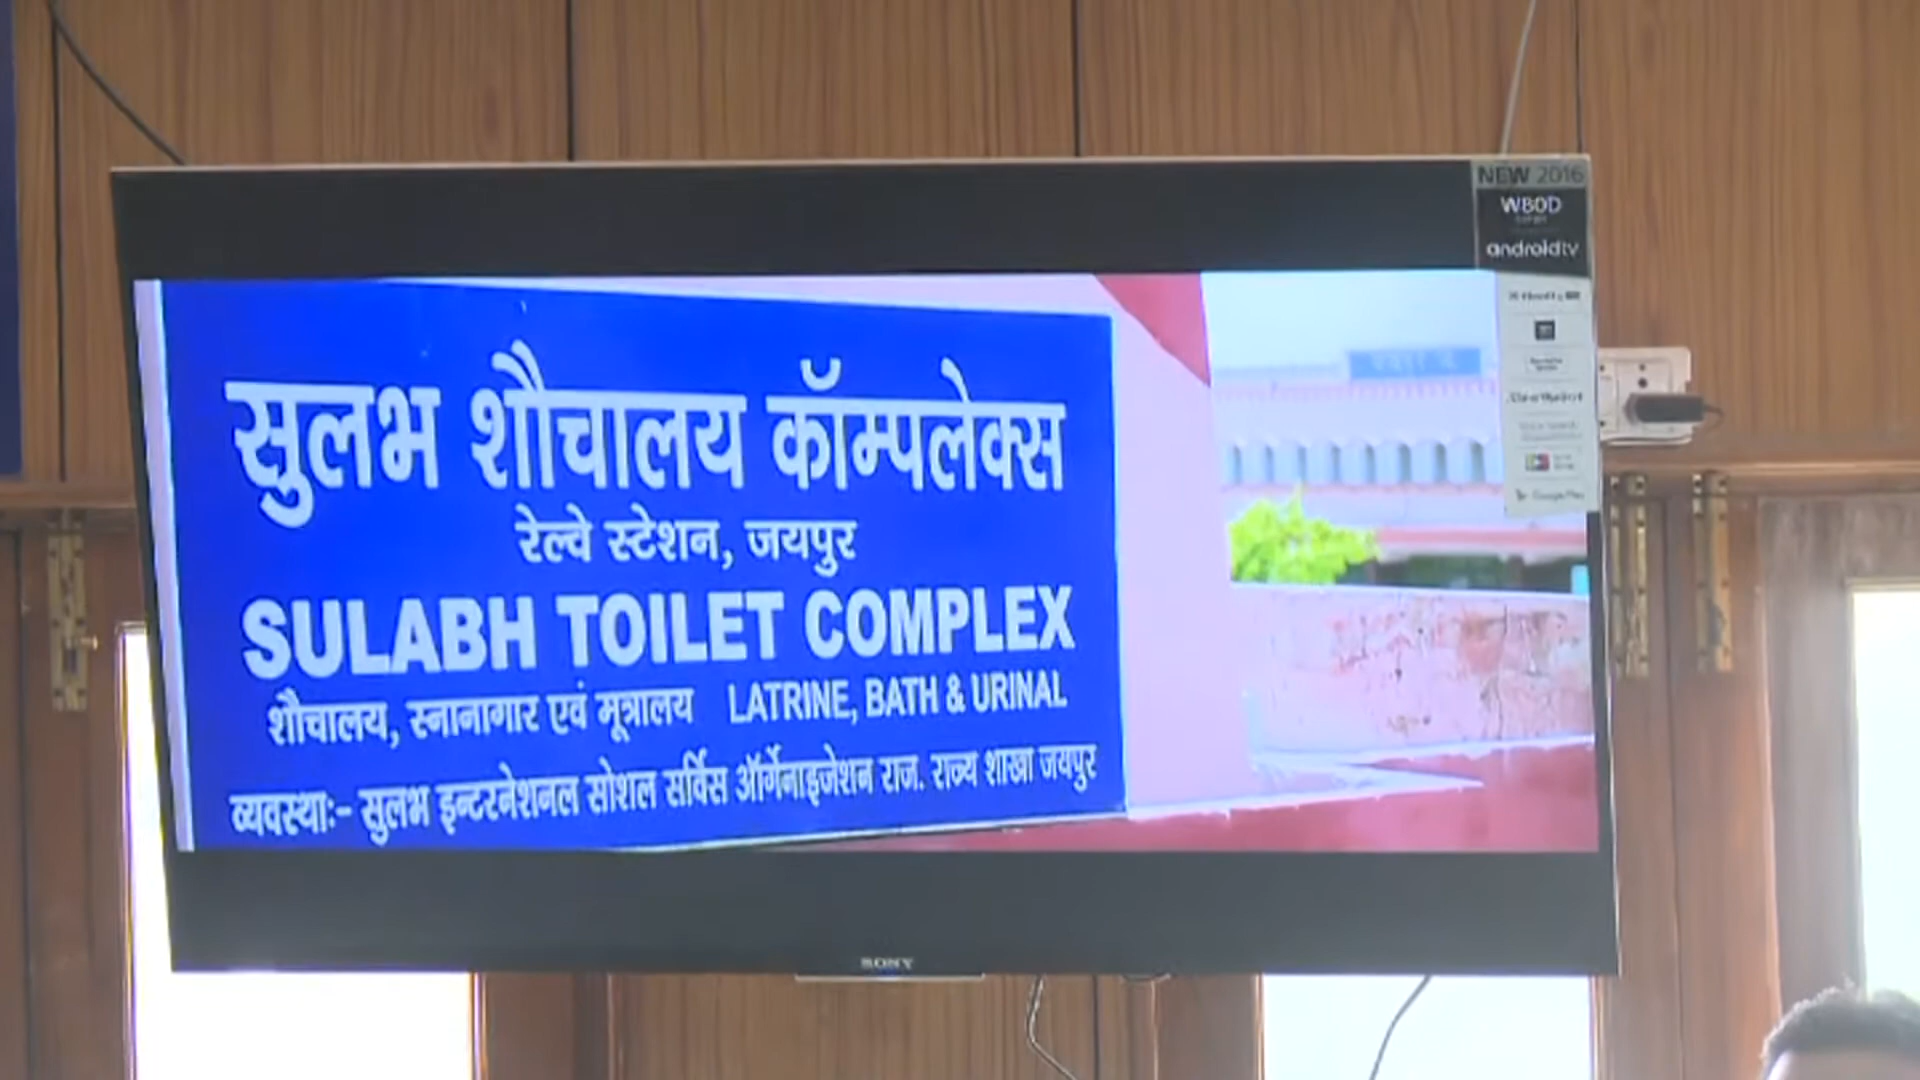 NEW 2016
W80D
androidtv
सुलभ शौचालय कॉम्पलेक्स
रेल्वे स्टेशन, जयपुर
SULABH TOILET COMPLEX
शौचालय, स्नानागार एवं मूत्रालय LATRINE, BATH & URINAL
व्यवस्थाः- सुलभ इन्टरनेशनल सोशल सर्विस ऑर्गेनाइजेशन राज. राज्य शाखा जयपुर
Google Play
SONY